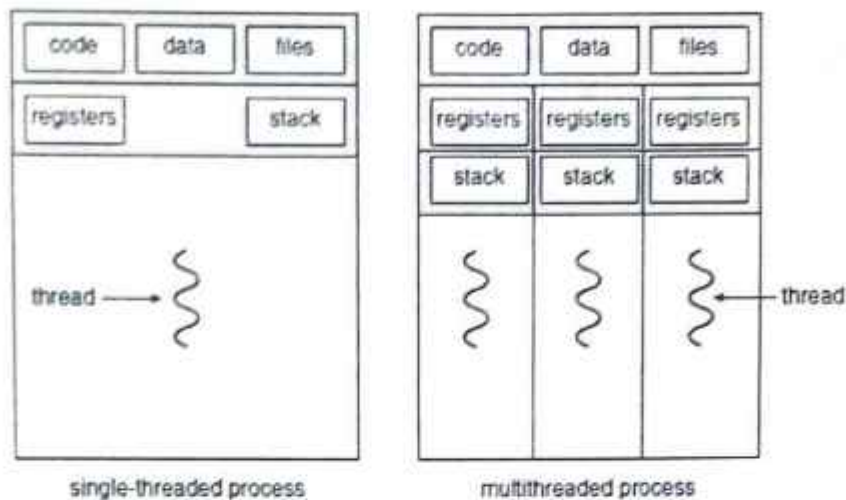 code data files code data files
registers stack registers registers registers
stack stack stack
thread thread
single-threaded process multithreaded process